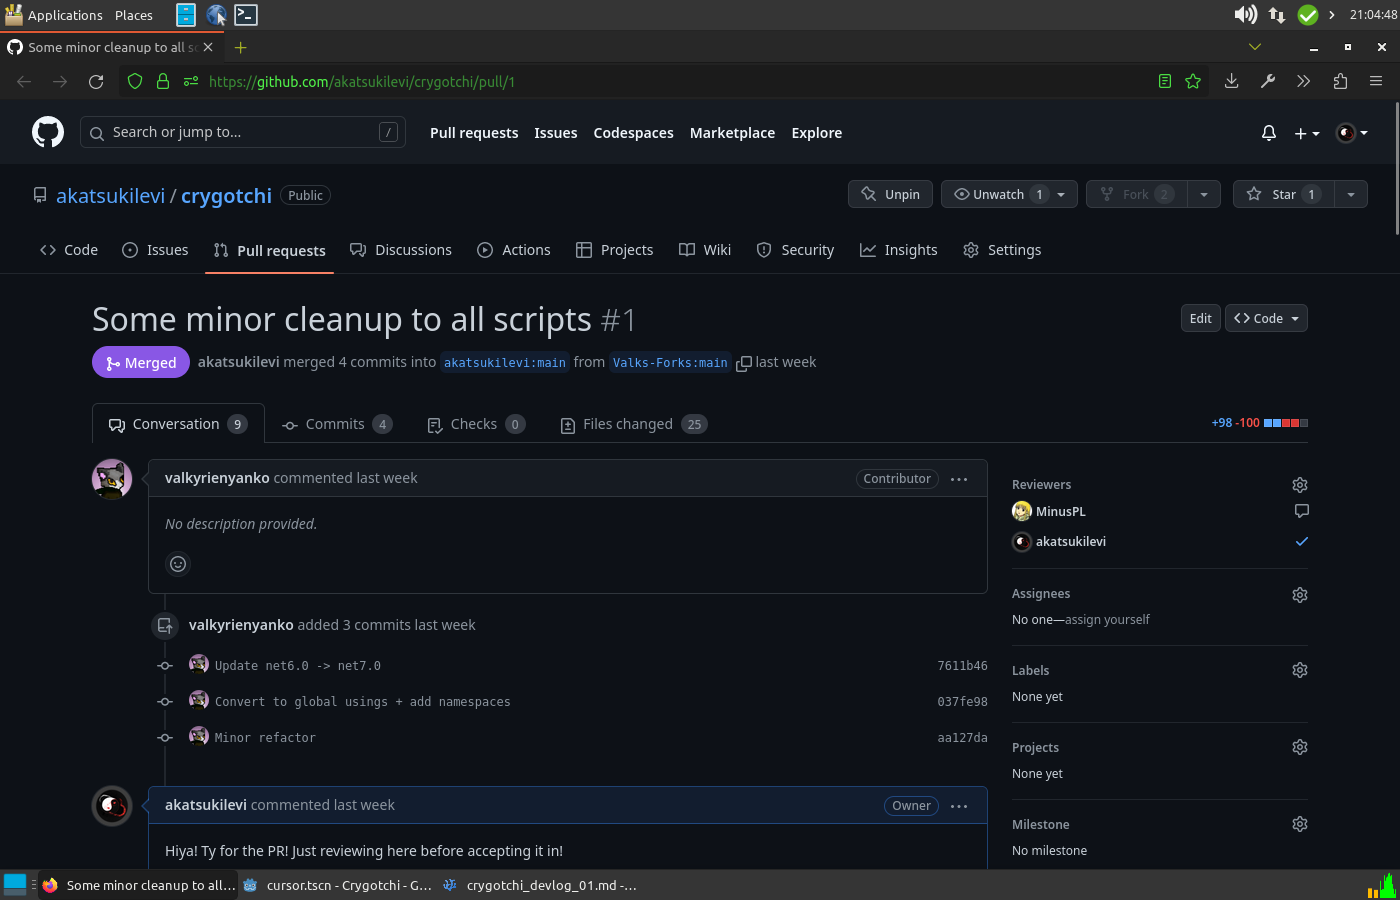 Applications Places 21:04:48
Some minor cleanup to all sc
https://github.com/akatsukilevi/crygotchi/pull/1
Search or jump to... / Pull requests Issues Codespaces Marketplace Explore
akatsukilevi / crygotchi Public Unpin Unwatch 1 Fork 2 Star 1
Code Issues Pull requests Discussions Actions Projects Wiki Security Insights Settings
Some minor cleanup to all scripts #1 Edit Code
Merged akatsukilevi merged 4 commits into akatsukilevi:main from Valks-Forks:main last week
Conversation 9 Commits 4 Checks 0 Files changed 25 +98 -100
valkyrienyanko commented last week Contributor
No description provided.
valkyrienyanko added 3 commits last week
Update net6.0 -> net7.0 7611b46
Convert to global usings + add namespaces 037fe98
Minor refactor aa127da
akatsukilevi commented last week Owner
Hiya! Ty for the PR! Just reviewing here before accepting it in!
Reviewers
MinusPL
akatsukilevi
Assignees
No one—assign yourself
Labels
None yet
Projects
None yet
Milestone
No milestone
Some minor cleanup to all... cursor.tscn - Crygotchi - G... crygotchi_devlog_01.md -...